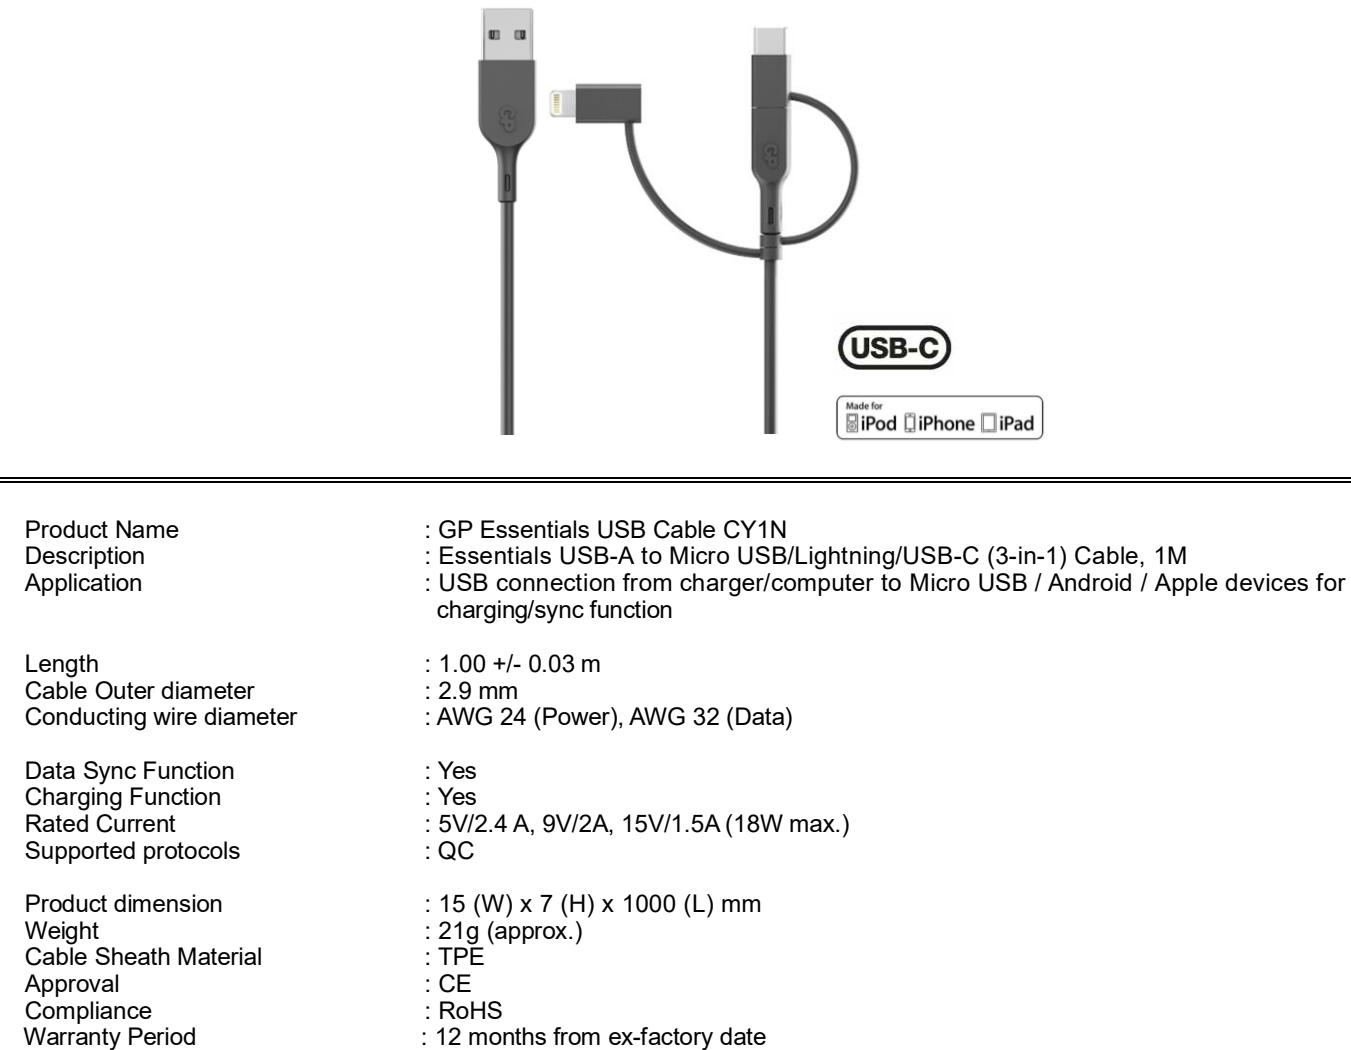 GP
GP
USB-C
Made for
iPod iPhone iPad
Product Name : GP Essentials USB Cable CY1N
Description : Essentials USB-A to Micro USB/Lightning/USB-C (3-in-1) Cable, 1M
Application : USB connection from charger/computer to Micro USB / Android / Apple devices for
charging/sync function
Length : 1.00 +/- 0.03 m
Cable Outer diameter : 2.9 mm
Conducting wire diameter : AWG 24 (Power), AWG 32 (Data)
Data Sync Function : Yes
Charging Function : Yes
Rated Current : 5V/2.4 A, 9V/2A, 15V/1.5A (18W max.)
Supported protocols : QC
Product dimension : 15 (W) x 7 (H) x 1000 (L) mm
Weight : 21g (approx.)
Cable Sheath Material : TPE
Approval : CE
Compliance : RoHS
Warranty Period : 12 months from ex-factory date